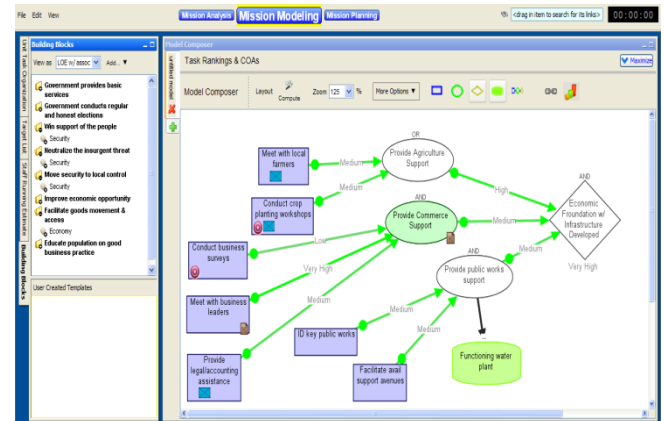 File Edit View
Mission Analysis Mission Modeling Mission Planning
<drag in item to search for its links>
00:00:00
Unit Task Organization
Target List
Staff Running Estimate
Building Blocks
Building Blocks
View as LOE w/ assoc Add... ▼
Government provides basic
services
Government conducts regular
and honest elections
Win support of the people
Security
Neutralize the insurgent threat
Security
Move security to local control
Security
Improve economic opportunity
Facilitate goods movement &
access
Economy
Educate population on good
business practice
User Created Templates
Model Composer
untitled model
Task Rankings & COAs
Maximize
Model Composer Layout Compute Zoom 125 % More Options ▼
OR
Meet with local
farmers
Medium
Provide Agriculture
Support
Medium
High
AND
Conduct crop
planting workshops
AND
Provide Commerce
Support
Medium
Economic
Froundation w/
Infrastructure
Developed
Very High
Low
Conduct business
surveys
Very High
AND
Medium
Provide public works
support
Meet with business
leaders
Medium
Medium
ID key public works
Medium
Functioning water
plant
Provide
legal/accounting
assistance
Facilitate avail
support avenues